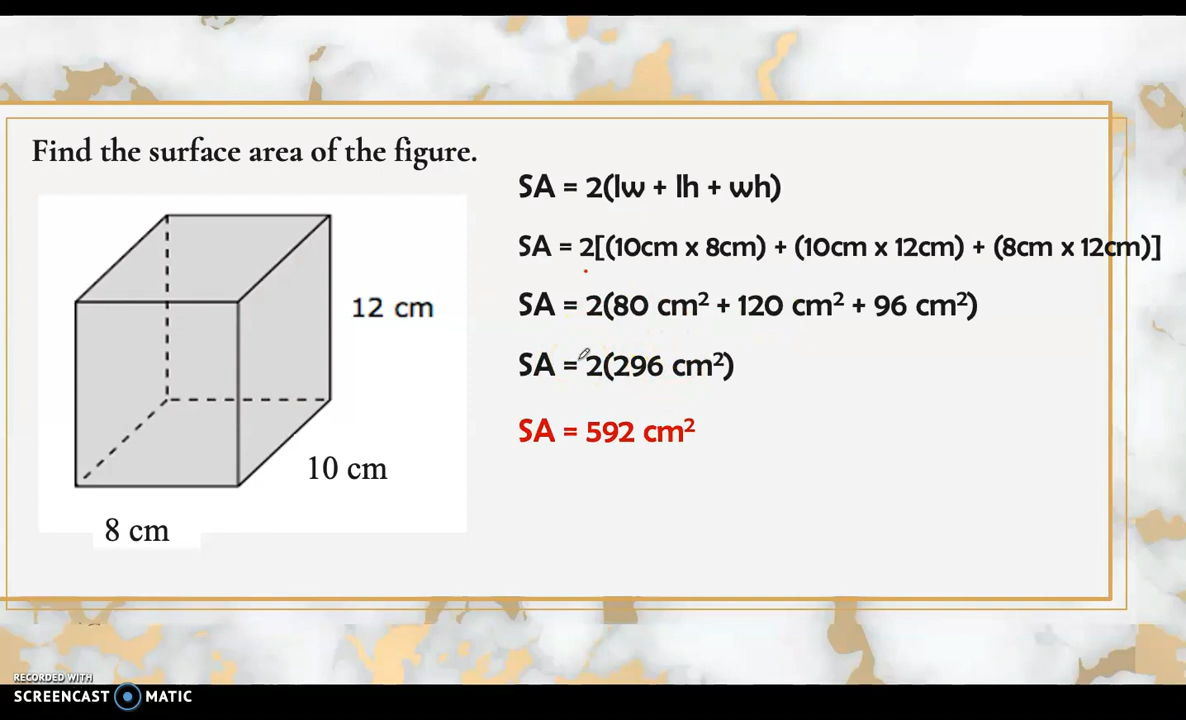 Find the surface area of the figure.
SA = 2(lw + lh + wh)
SA = 2[(10cm x 8cm) + (10cm x 12cm) + (8cm x 12cm)]
SA = 2(80 cm² + 120 cm² + 96 cm²)
SA = 2(296 cm²)
SA = 592 cm²
12 cm
10 cm
8 cm
RECORDED WITH
SCREENCAST MATIC